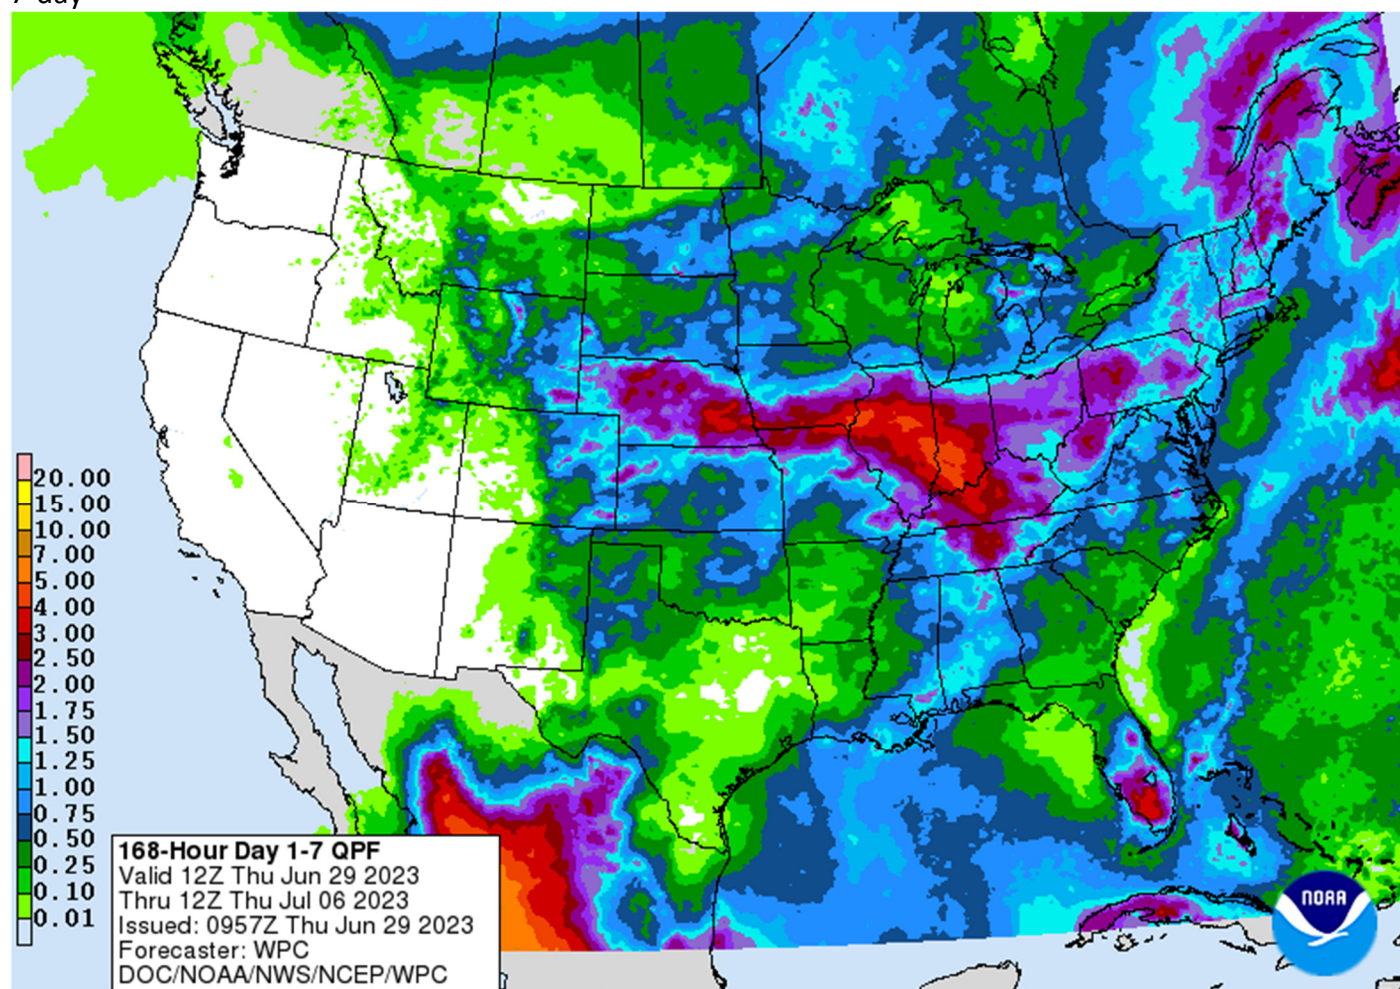 7-day
20.00
15.00
10.00
7.00
5.00
4.00
3.00
2.50
2.00
1.75
1.50
1.25
1.00
0.75
0.50
0.25
0.10
0.01
168-Hour Day 1-7 QPF
Valid 12Z Thu Jun 29 2023
Thru 12Z Thu Jul 06 2023
Issued: 0957Z Thu Jun 29 2023
Forecaster: WPC
DOC/NOAA/NWS/NCEP/WPC
NOAA